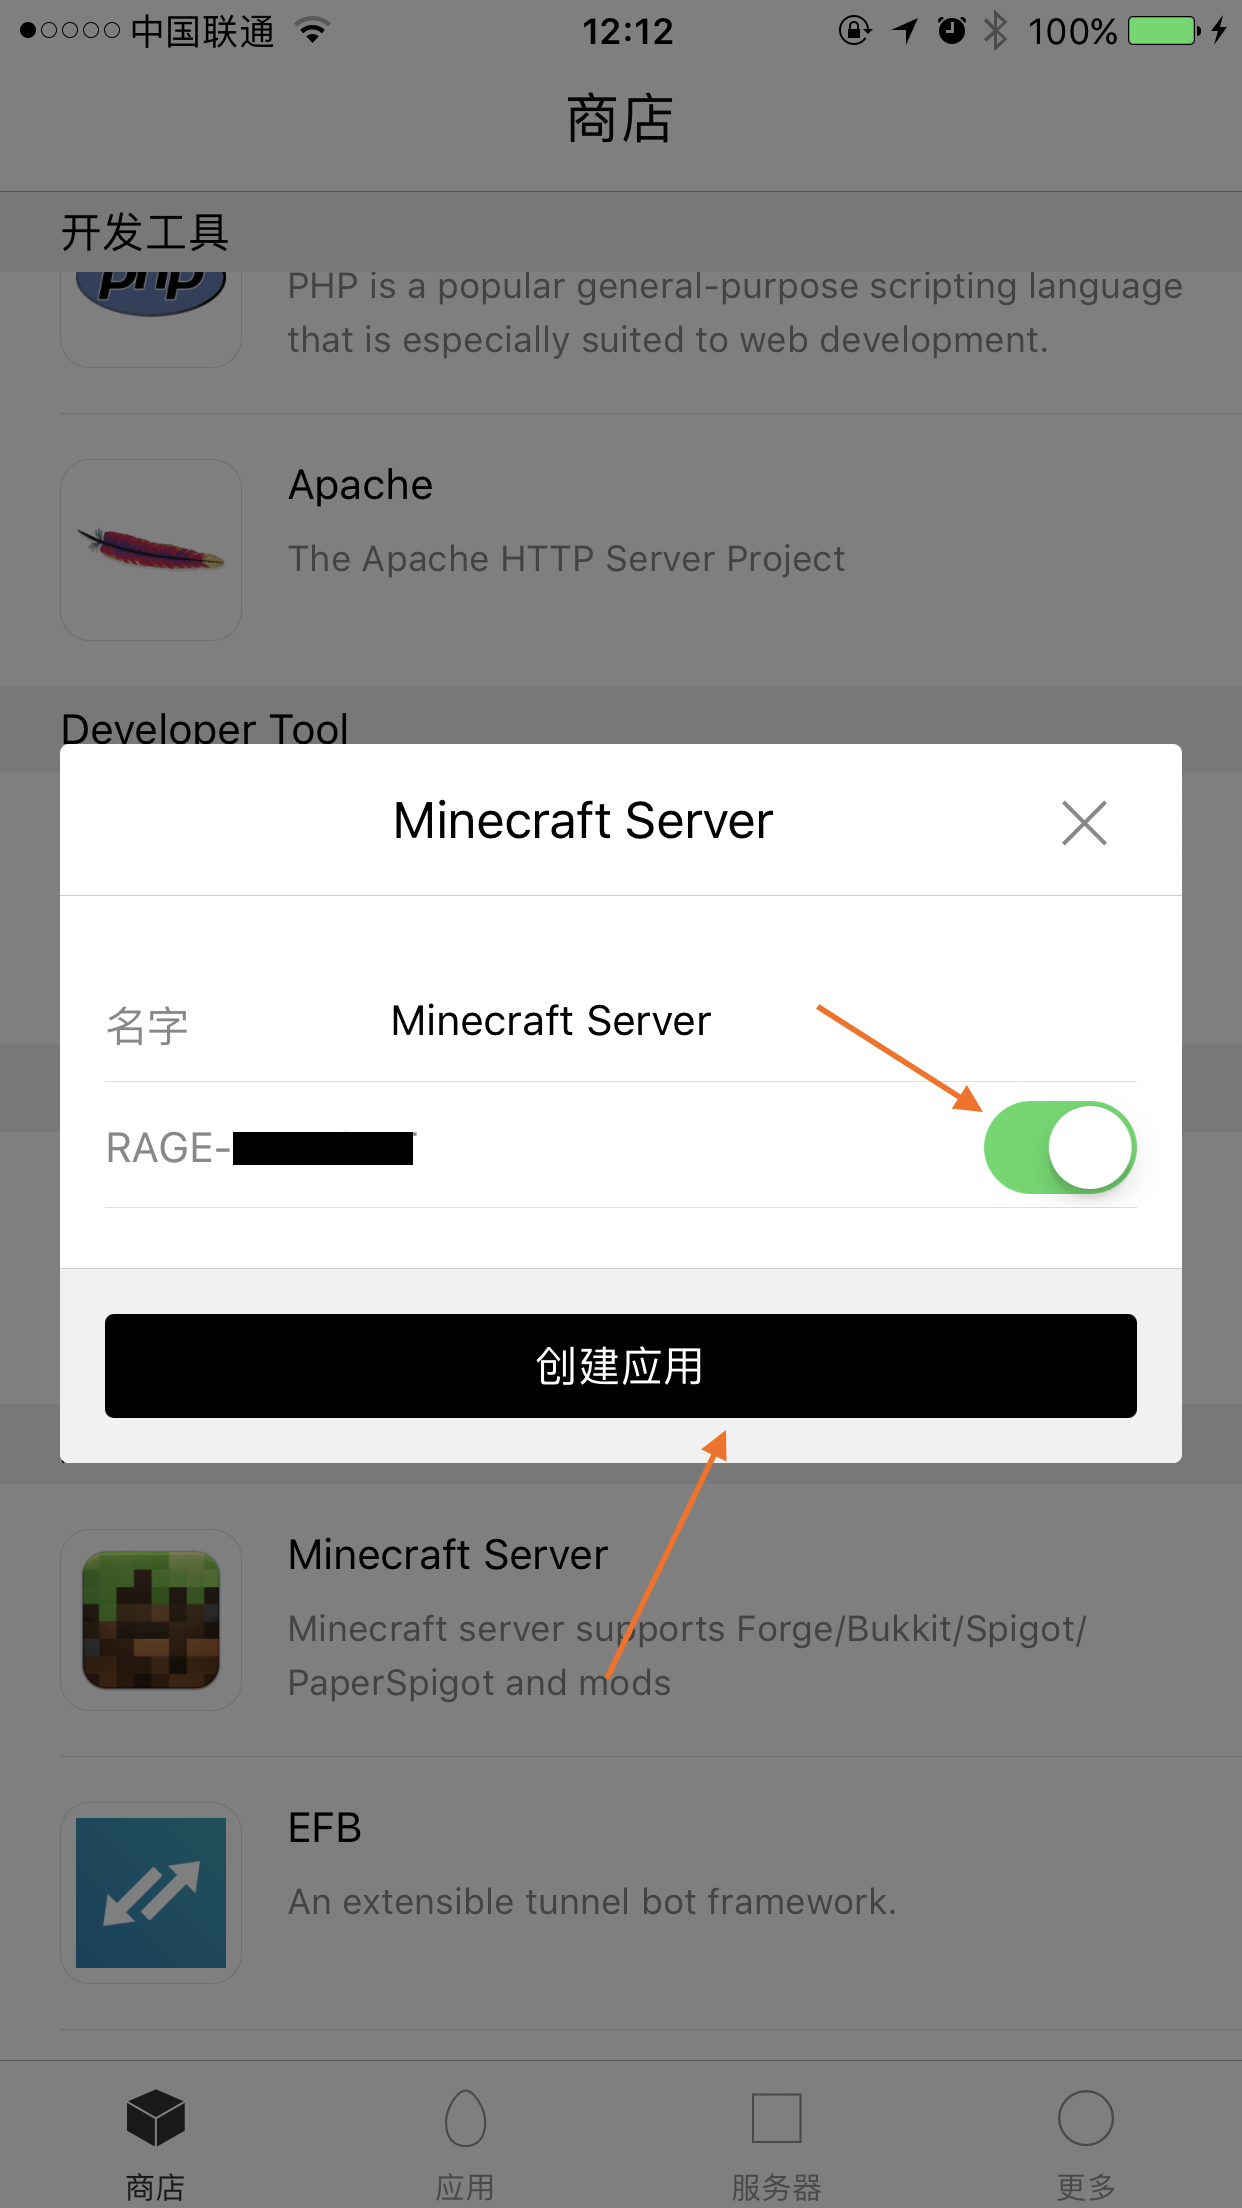 中国联通 12:12 100%
商店
开发工具
php PHP is a popular general-purpose scripting language
that is especially suited to web development.
Apache
The Apache HTTP Server Project
Developer Tool
Minecraft Server
名字 Minecraft Server
RAGE-
创建应用
Minecraft Server
Minecraft server supports Forge/Bukkit/Spigot/
PaperSpigot and mods
EFB
An extensible tunnel bot framework.
商店 应用 服务器 更多